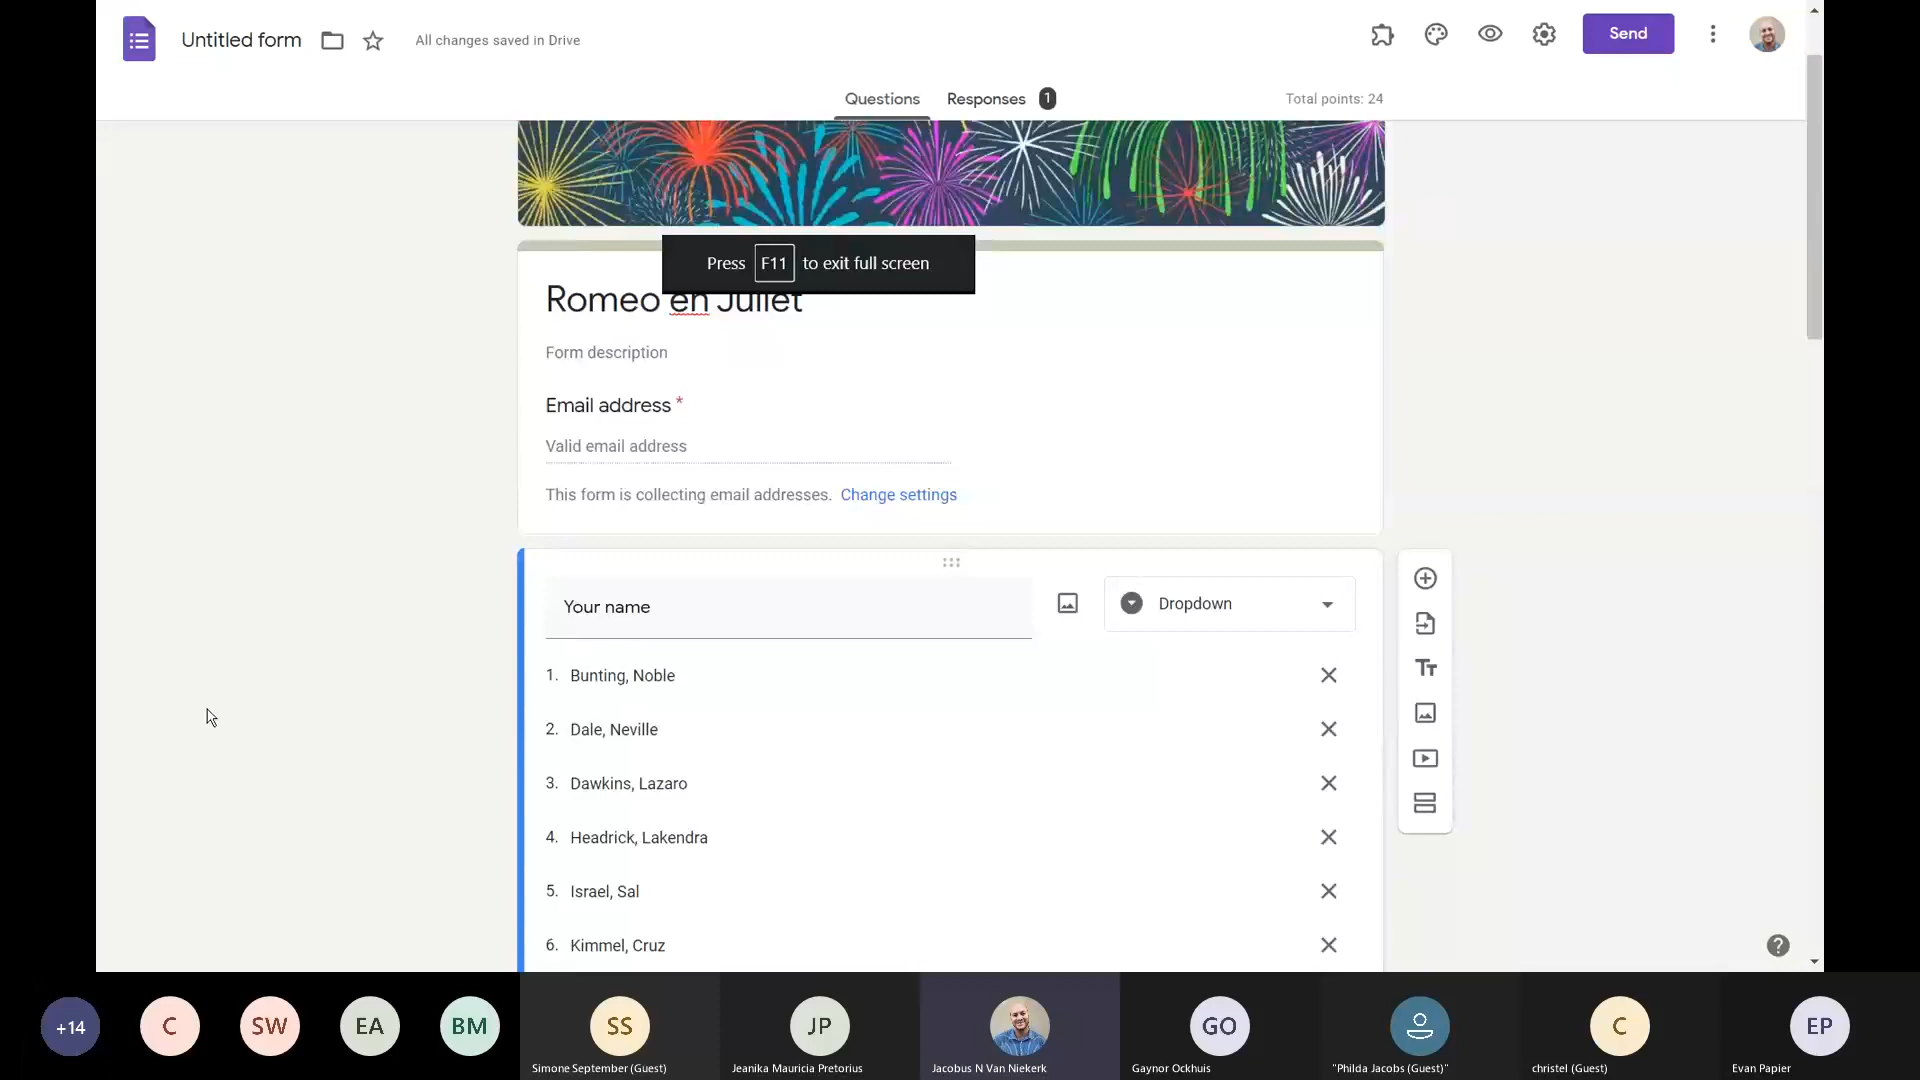 Untitled form
All changes saved in Drive
Send
Questions
Responses 1
Total points: 24
Press F11 to exit full screen
Romeo en Juliet
Form description
Email address *
Valid email address
This form is collecting email addresses. Change settings
Your name
Dropdown
1. Bunting, Noble
2. Dale, Neville
3. Dawkins, Lazaro
4. Headrick, Lakendra
5. Israel, Sal
6. Kimmel, Cruz
+14
C
SW
EA
BM
SS
JP
GO
C
EP
Simone September (Guest)
Jeanika Mauricia Pretorius
Jacobus N Van Niekerk
Gaynor Ockhuis
"Philda Jacobs (Guest)"
christel (Guest)
Evan Papier